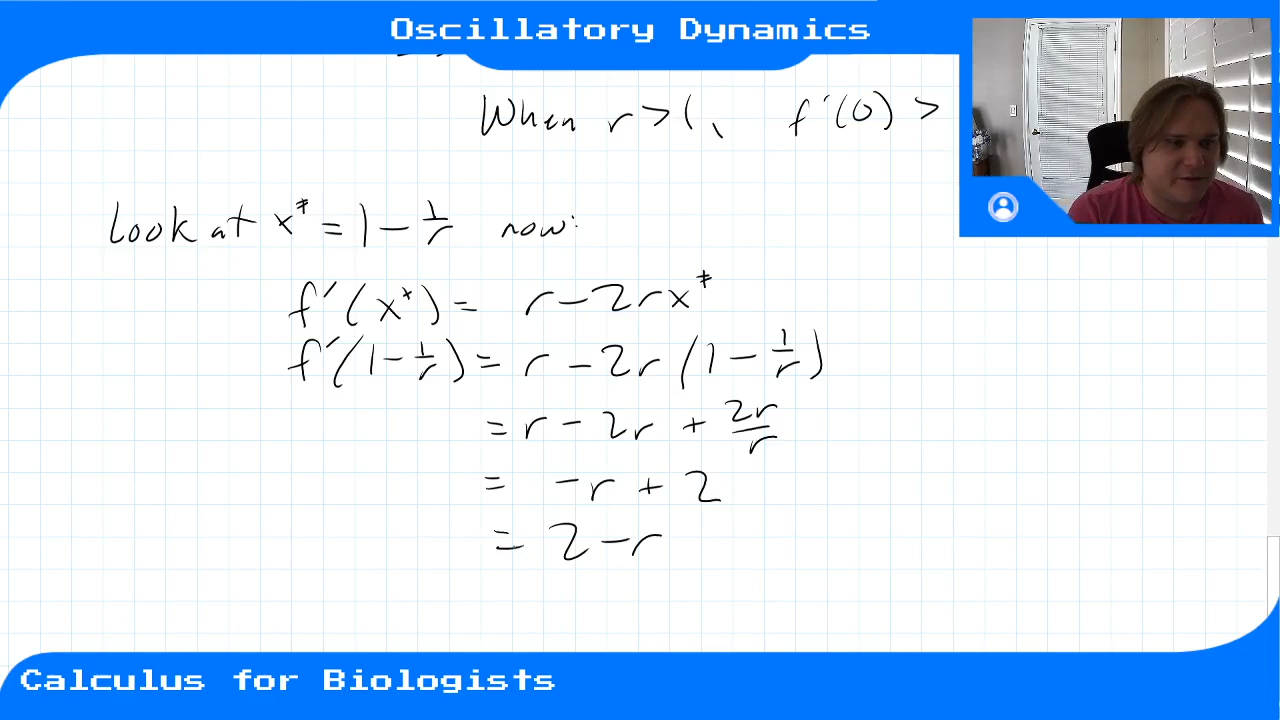 Oscillatory Dynamics
When r > 1, f'(0) >
Look at x* = 1 - 1/r now:
f'(x*) = r - 2rx*
f'(1 - 1/r) = r - 2r(1 - 1/r)
= r - 2r + 2r/r
= -r + 2
= 2 - r
Calculus for Biologists